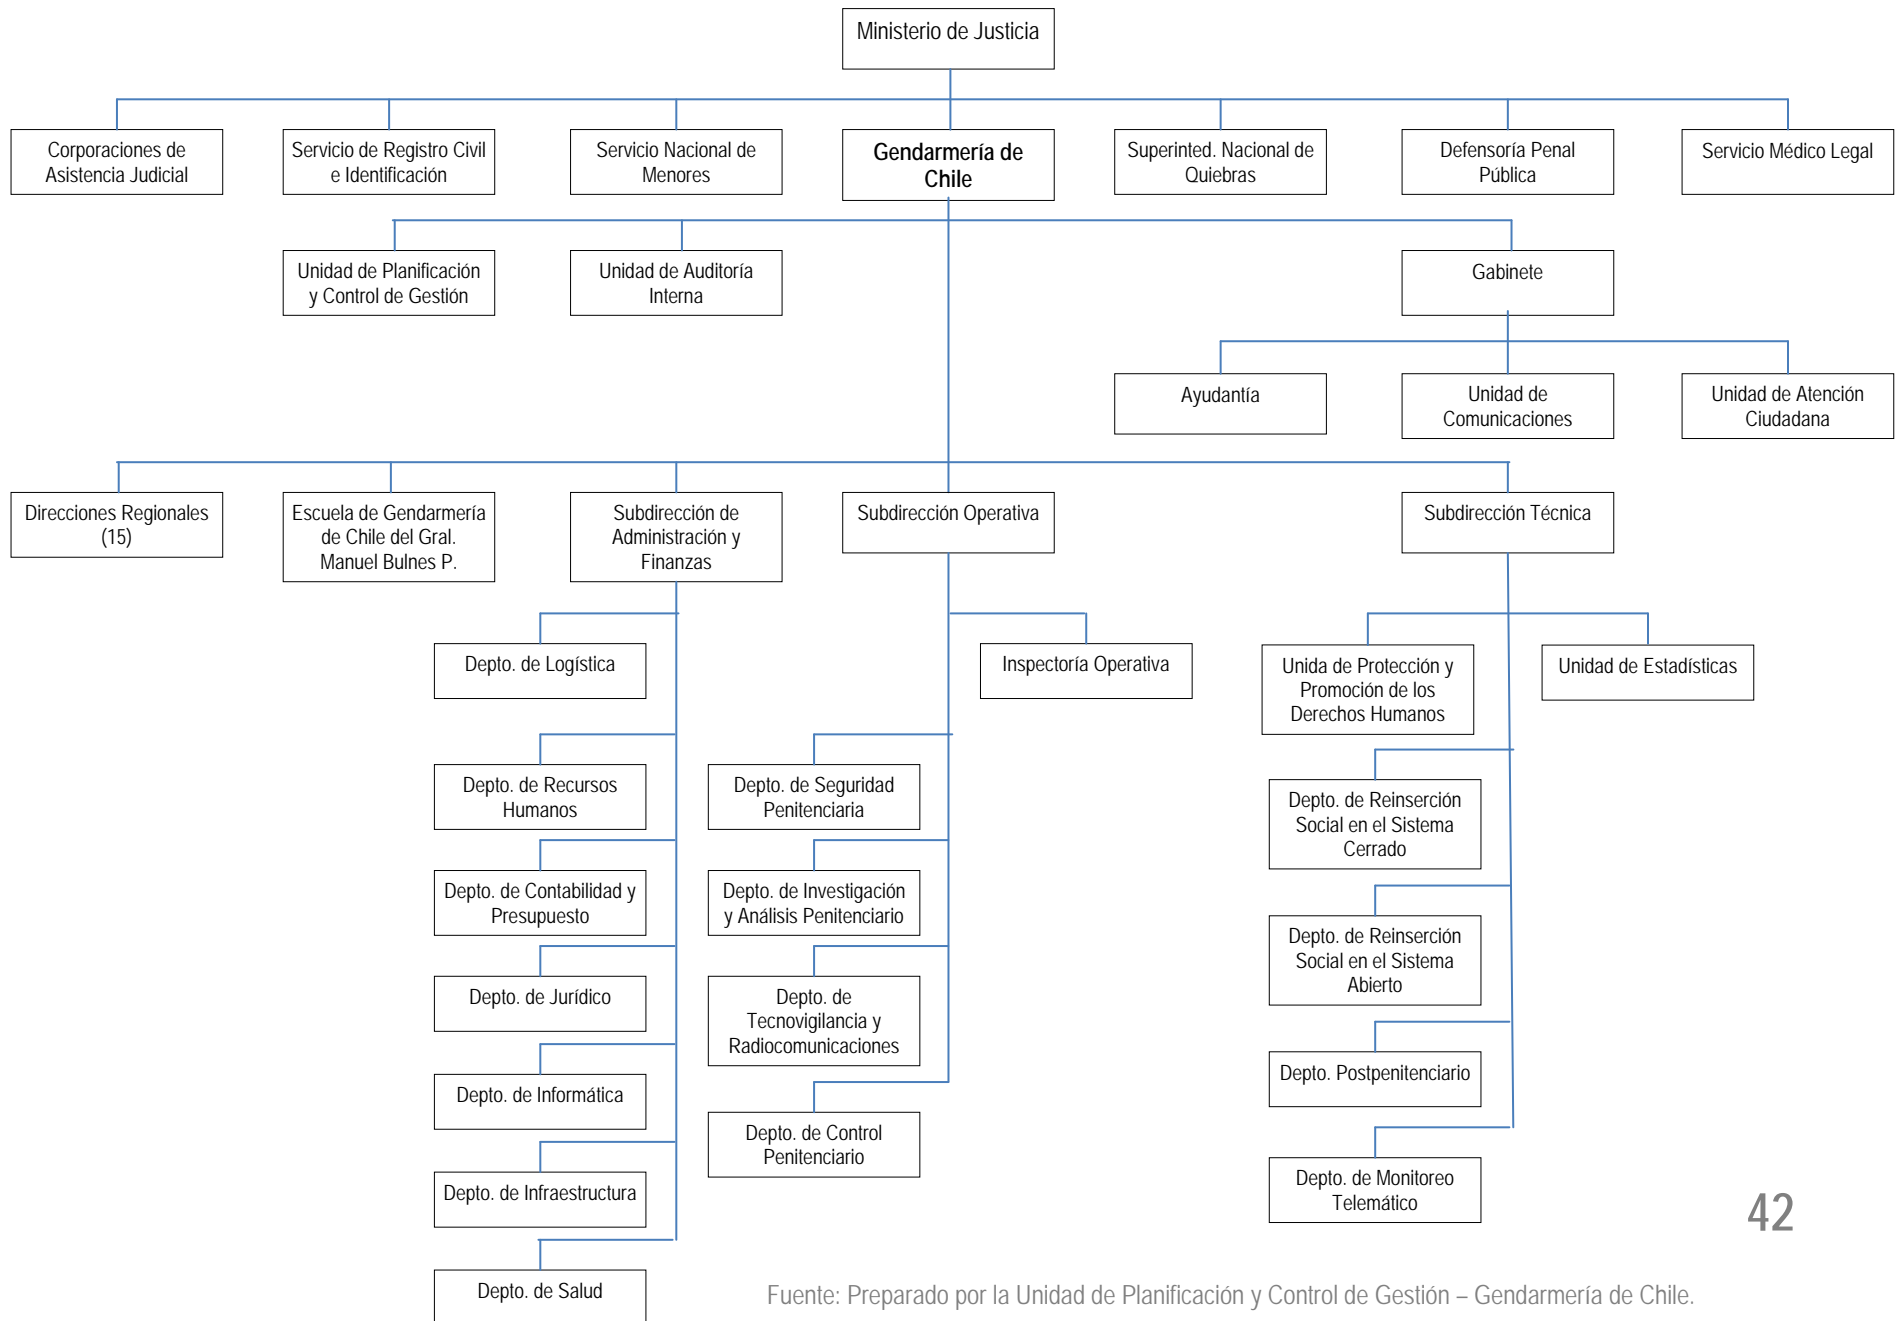 Ministerio de Justicia
Corporaciones de
Asistencia Judicial
Servicio de Registro Civil
e Identificación
Servicio Nacional de
Menores
Gendarmería de
Chile
Superinted. Nacional de
Quiebras
Defensoría Penal
Pública
Servicio Médico Legal
Unidad de Planificación
y Control de Gestión
Unidad de Auditoría
Interna
Gabinete
Ayudantía
Unidad de
Comunicaciones
Unidad de Atención
Ciudadana
Direcciones Regionales
(15)
Escuela de Gendarmería
de Chile del Gral.
Manuel Bulnes P.
Subdirección de
Administración y
Finanzas
Subdirección Operativa
Subdirección Técnica
Depto. de Logística
Inspectoría Operativa
Unida de Protección y
Promoción de los
Derechos Humanos
Unidad de Estadísticas
Depto. de Recursos
Humanos
Depto. de Seguridad
Penitenciaria
Depto. de Reinserción
Social en el Sistema
Cerrado
Depto. de Contabilidad y
Presupuesto
Depto. de Investigación
y Análisis Penitenciario
Depto. de Reinserción
Social en el Sistema
Abierto
Depto. de Jurídico
Depto. de
Tecnovigilancia y
Radiocomunicaciones
Depto. Postpenitenciario
Depto. de Informática
Depto. de Control
Penitenciario
Depto. de Infraestructura
Depto. de Monitoreo
Telemático
42
Depto. de Salud
Fuente: Preparado por la Unidad de Planificación y Control de Gestión – Gendarmería de Chile.